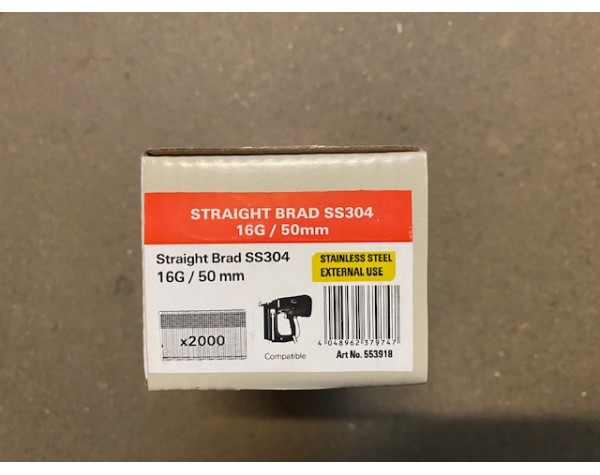 STRAIGHT BRAD SS304
16G / 50mm
Straight Brad SS304
16G / 50 mm
STAINLESS STEEL
EXTERNAL USE
x2000
Compatible
4 048962 379747
Art No. 553918